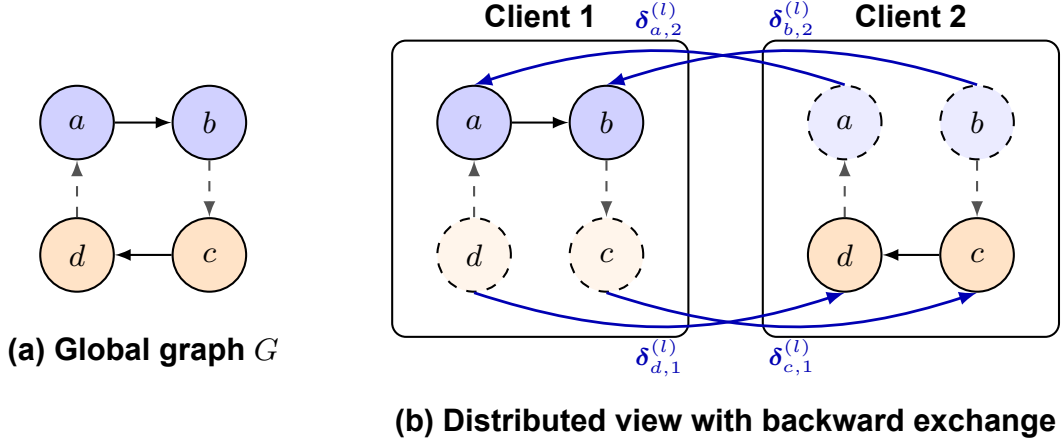 Client 1 Client 2
δ_{a,2}^{(l)} δ_{b,2}^{(l)}
a b a b a b
d c d c d c
δ_{d,1}^{(l)} δ_{c,1}^{(l)}
(a) Global graph G
(b) Distributed view with backward exchange